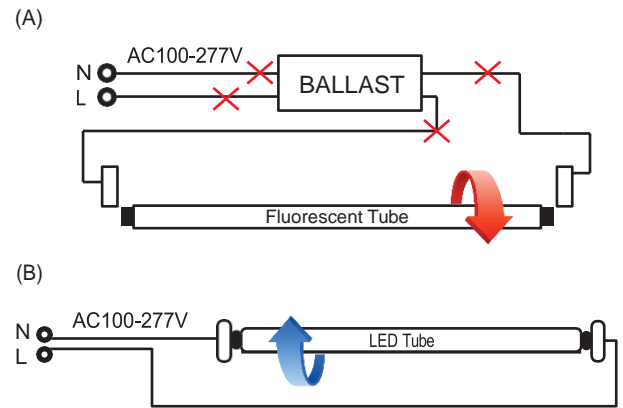 (A)
AC100-277V
N
L
BALLAST
Fluorescent Tube
(B)
AC100-277V
N
L
LED Tube